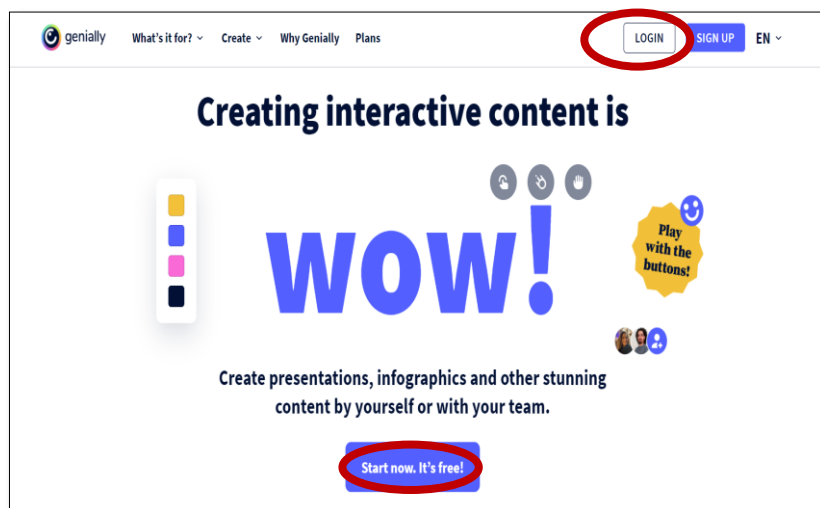 genially What's it for? Create Why Genially Plans LOGIN SIGN UP EN
Creating interactive content is
wow!
Play
with the
buttons!
Create presentations, infographics and other stunning
content by yourself or with your team.
Start now. It's free!